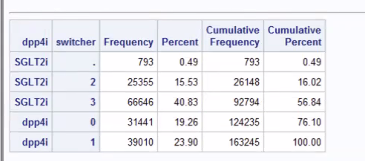 Cumulative Cumulative
dpp4i switcher Frequency Percent Frequency Percent
SGLT2i . 793 0.49 793 0.49
SGLT2i 2 25355 15.53 26148 16.02
SGLT2i 3 66646 40.83 92794 56.84
dpp4i 0 31441 19.26 124235 76.10
dpp4i 1 39010 23.90 163245 100.00